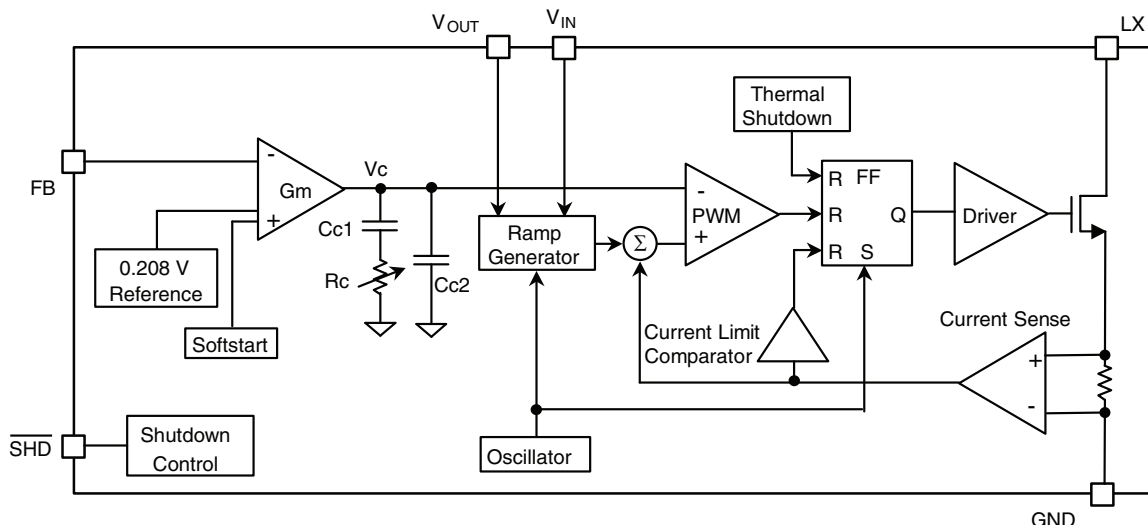 VOUT
VIN
LX
Thermal
Shutdown
FB
-
Gm
+
Vc
-
PWM
+
R FF
R
Q
R S
Driver
Cc1
Rc
Cc2
Ramp
Generator
Σ
0.208 V
Reference
Softstart
Current Limit
Comparator
Current Sense
+
-
SHD
Shutdown
Control
Oscillator
GND